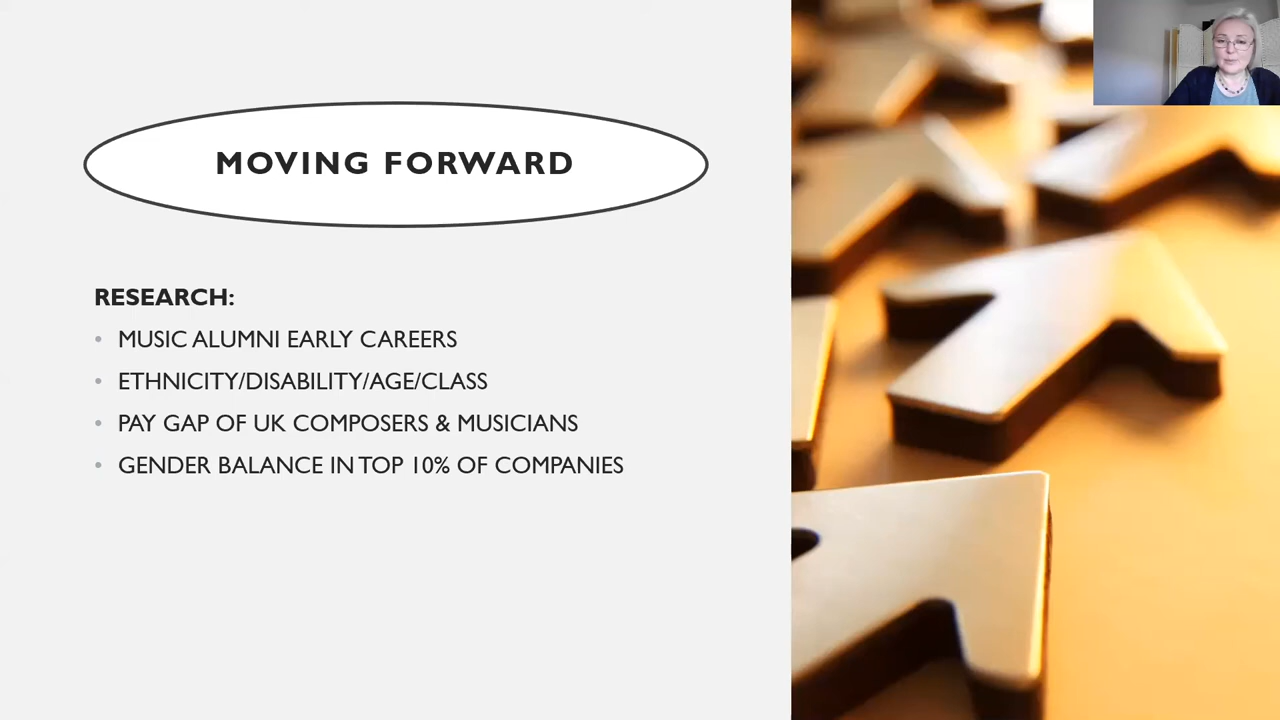 MOVING FORWARD
RESEARCH:
• MUSIC ALUMNI EARLY CAREERS
• ETHNICITY/DISABILITY/AGE/CLASS
• PAY GAP OF UK COMPOSERS & MUSICIANS
• GENDER BALANCE IN TOP 10% OF COMPANIES